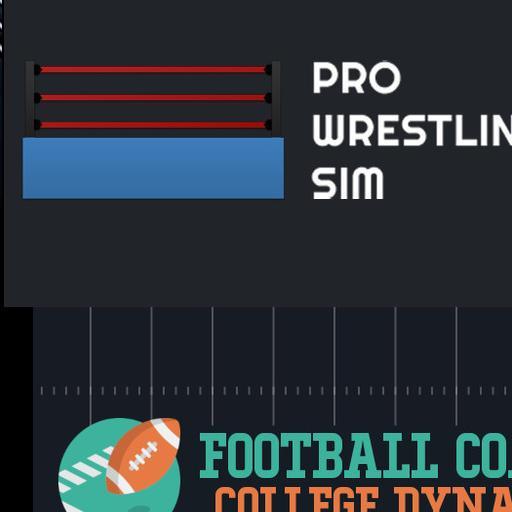 PRO
WRESTLIN
SIM
FOOTBALL CO
COLLEGE DYNA